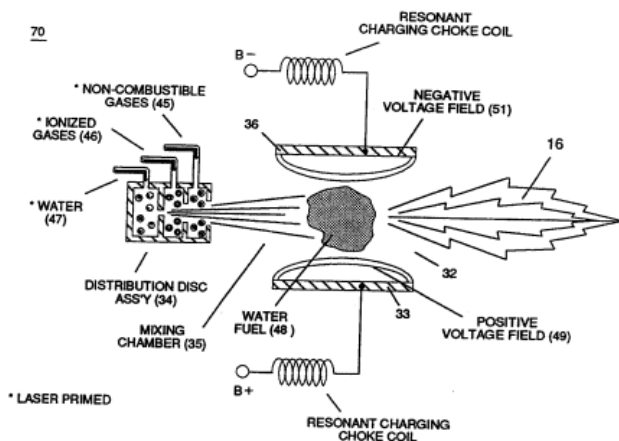 70
RESONANT
CHARGING CHOKE COIL
B-
* NON-COMBUSTIBLE
GASES (45)
* IONIZED
GASES (46)
* WATER
(47)
36
NEGATIVE
VOLTAGE FIELD (51)
16
DISTRIBUTION DISC
ASS'Y (34)
MIXING
CHAMBER (35)
WATER
FUEL (48)
33
32
POSITIVE
VOLTAGE FIELD (49)
B+
* LASER PRIMED
RESONANT CHARGING
CHOKE COIL